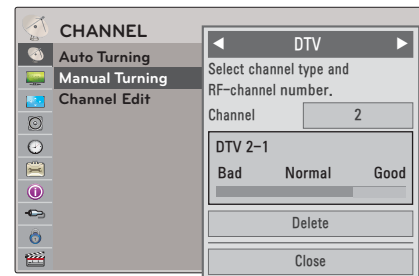 CHANNEL
Auto Turning
Manual Turning
Channel Edit
DTV
Select channel type and
RF-channel number.
Channel 2
DTV 2-1
Bad Normal Good
Delete
Close